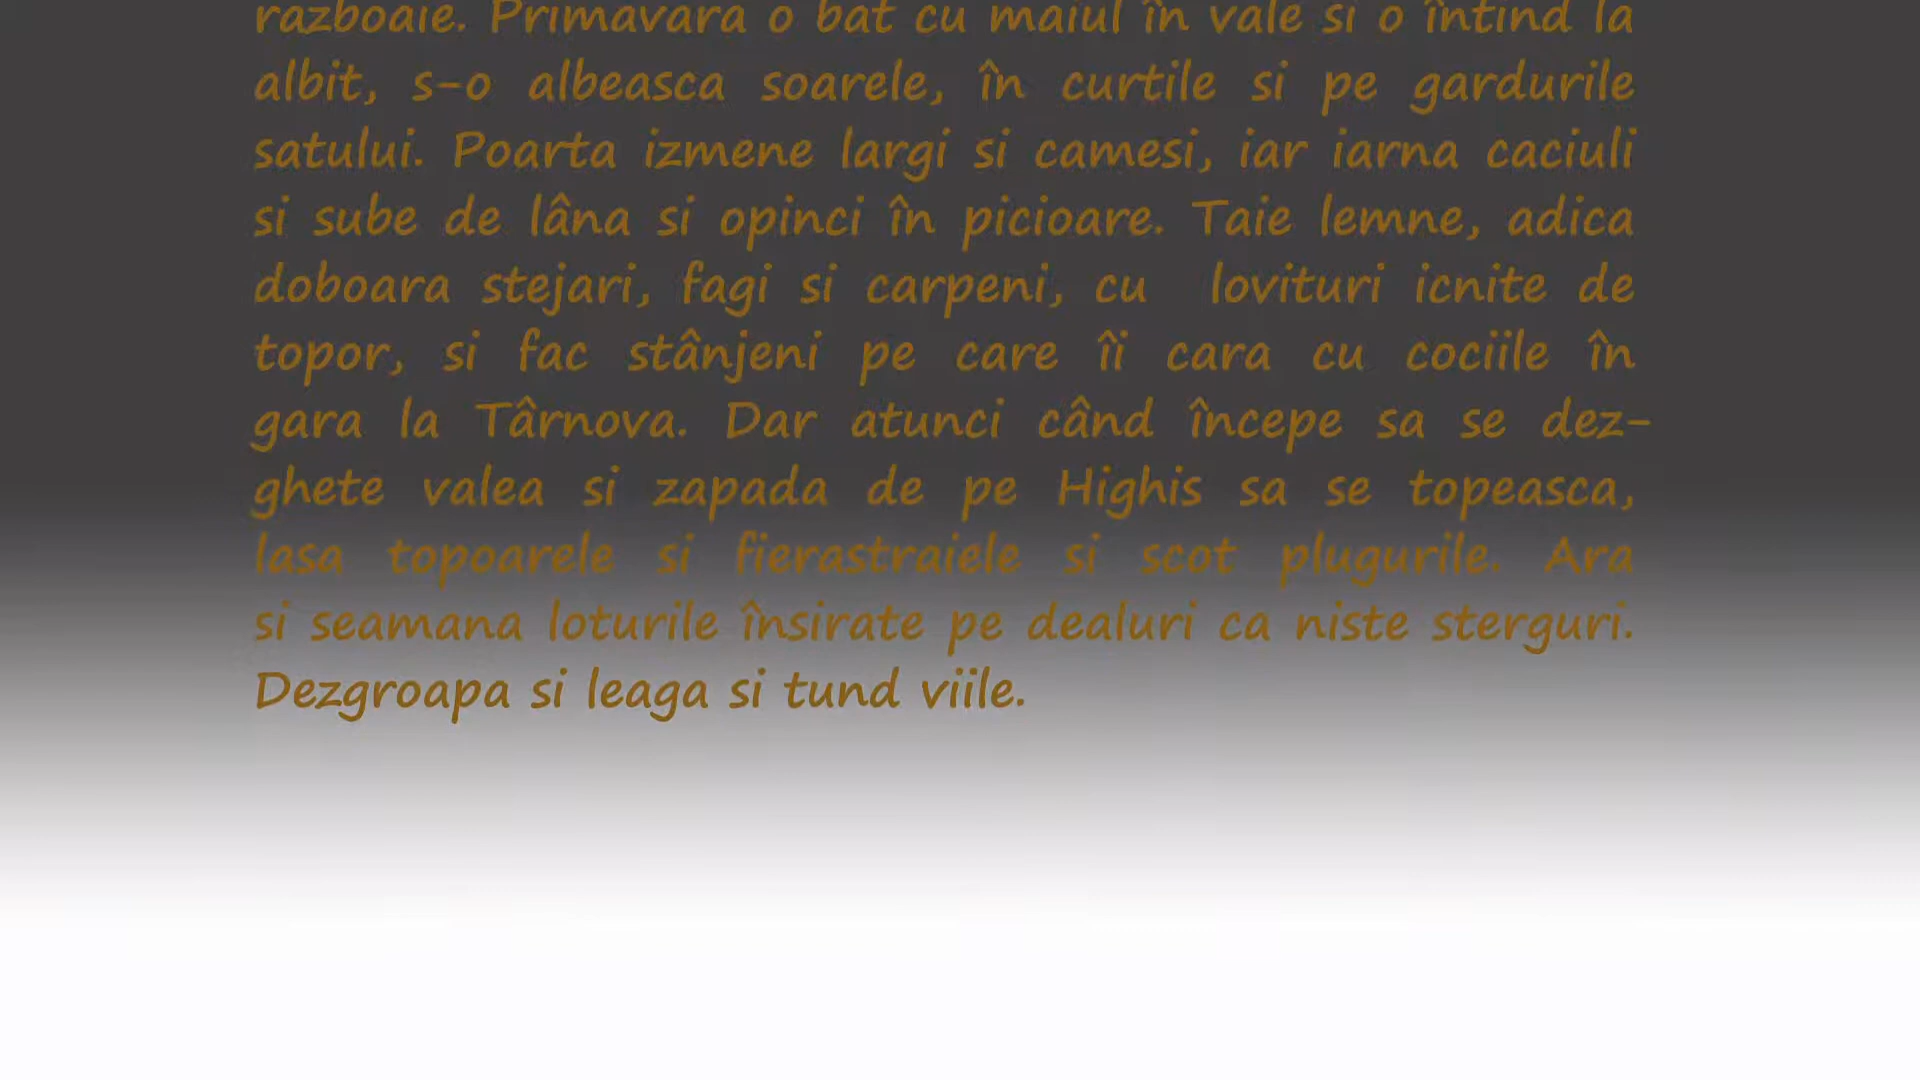 razboaie. Primavara o bat cu maiul în vale si o întind la
albit, s-o albeasca soarele, în curtile si pe gardurile
satului. Poarta izmene largi si camesi, iar iarna caciuli
si sube de lâna si opinci în picioare. Taie lemne, adica
doboara stejari, fagi si carpeni, cu lovituri icnite de
topor, si fac stânjeni pe care îi cara cu cociile în
gara la Târnova. Dar atunci când începe sa se dez-
ghete valea si zapada de pe Highis sa se topeasca,
lasa topoarele si fierastraiele si scot plugurile. Ara
si seamana loturile însirate pe dealuri ca niste sterguri.
Dezgroapa si leaga si tund viile.